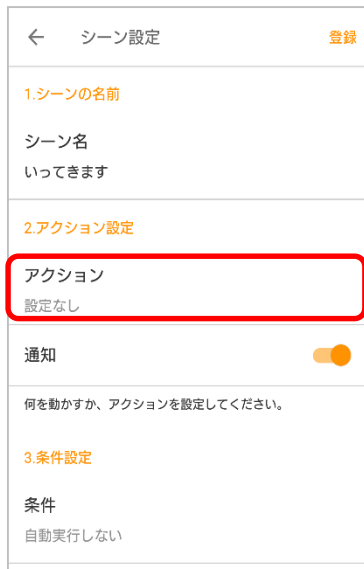 ← シーン設定 登録
1.シーンの名前
シーン名
いってきます
2.アクション設定
アクション
設定なし
通知
何を動かすか、アクションを設定してください。
3.条件設定
条件
自動実行しない